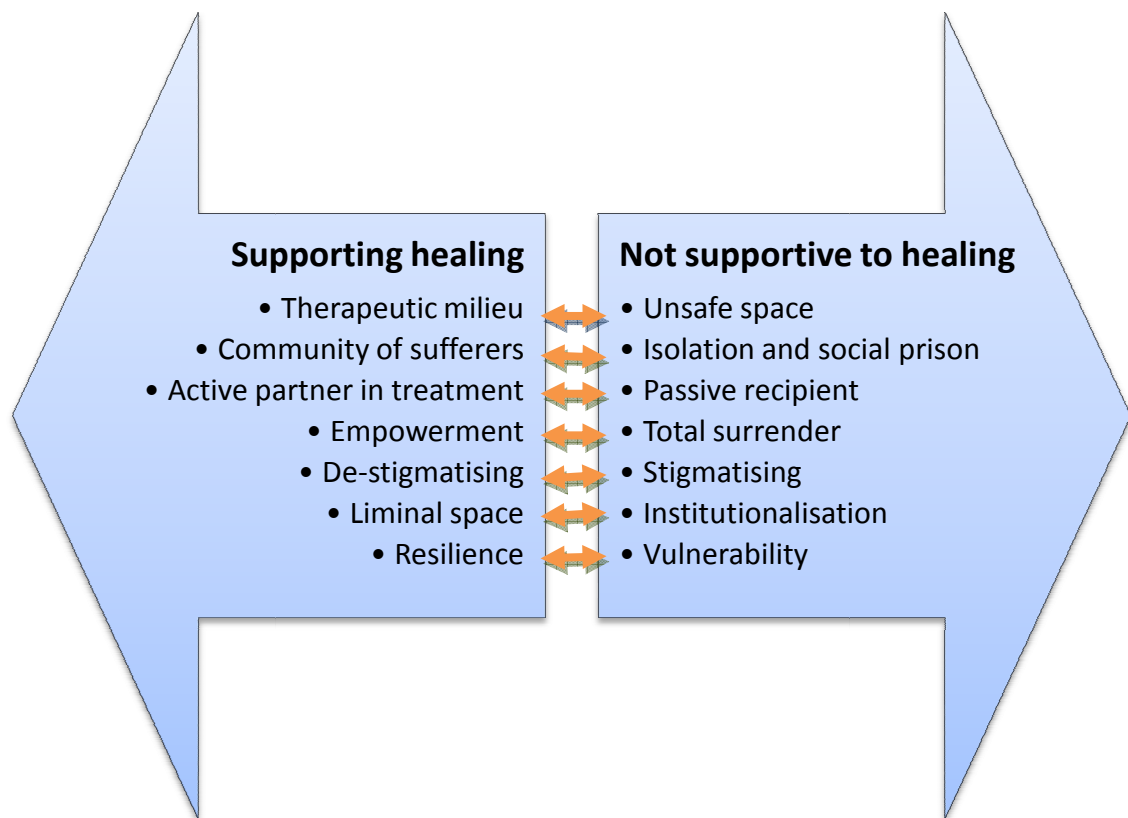 Supporting healing
• Therapeutic milieu
• Community of sufferers
• Active partner in treatment
• Empowerment
• De-stigmatising
• Liminal space
• Resilience
Not supportive to healing
• Unsafe space
• Isolation and social prison
• Passive recipient
• Total surrender
• Stigmatising
• Institutionalisation
• Vulnerability